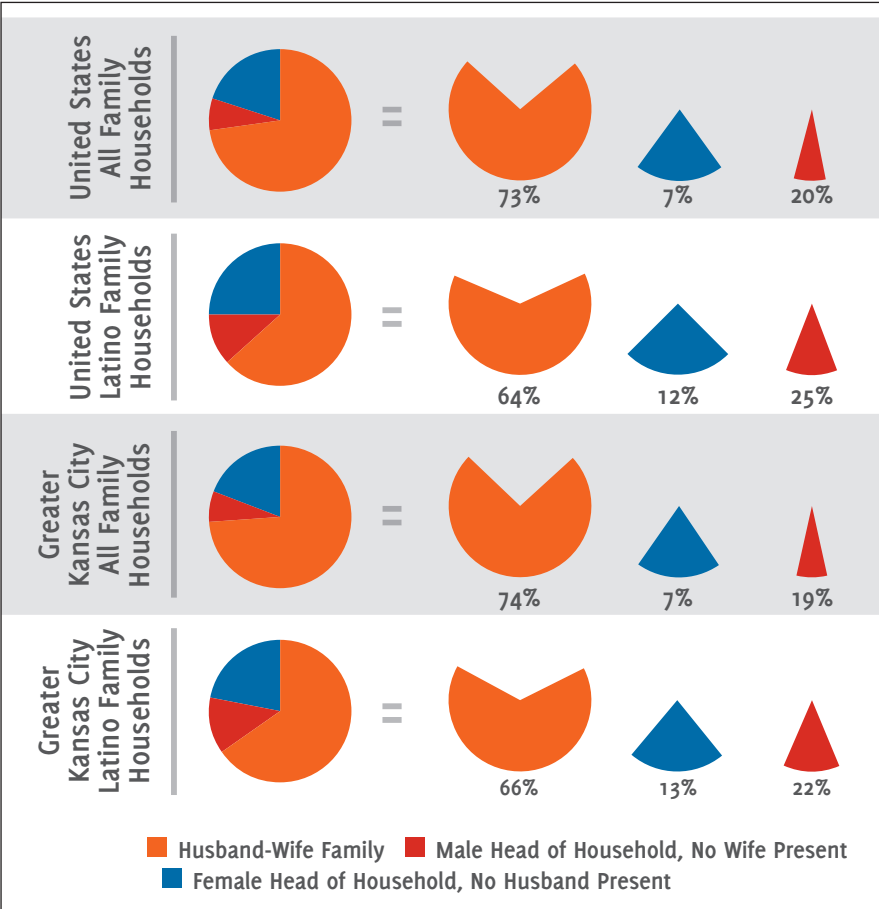 United States
All Family
Households
=
73%
7%
20%
United States
Latino Family
Households
=
64%
12%
25%
Greater
Kansas City
All Family
Households
=
74%
7%
19%
Greater
Kansas City
Latino Family
Households
=
66%
13%
22%
Husband-Wife Family
Male Head of Household, No Wife Present
Female Head of Household, No Husband Present